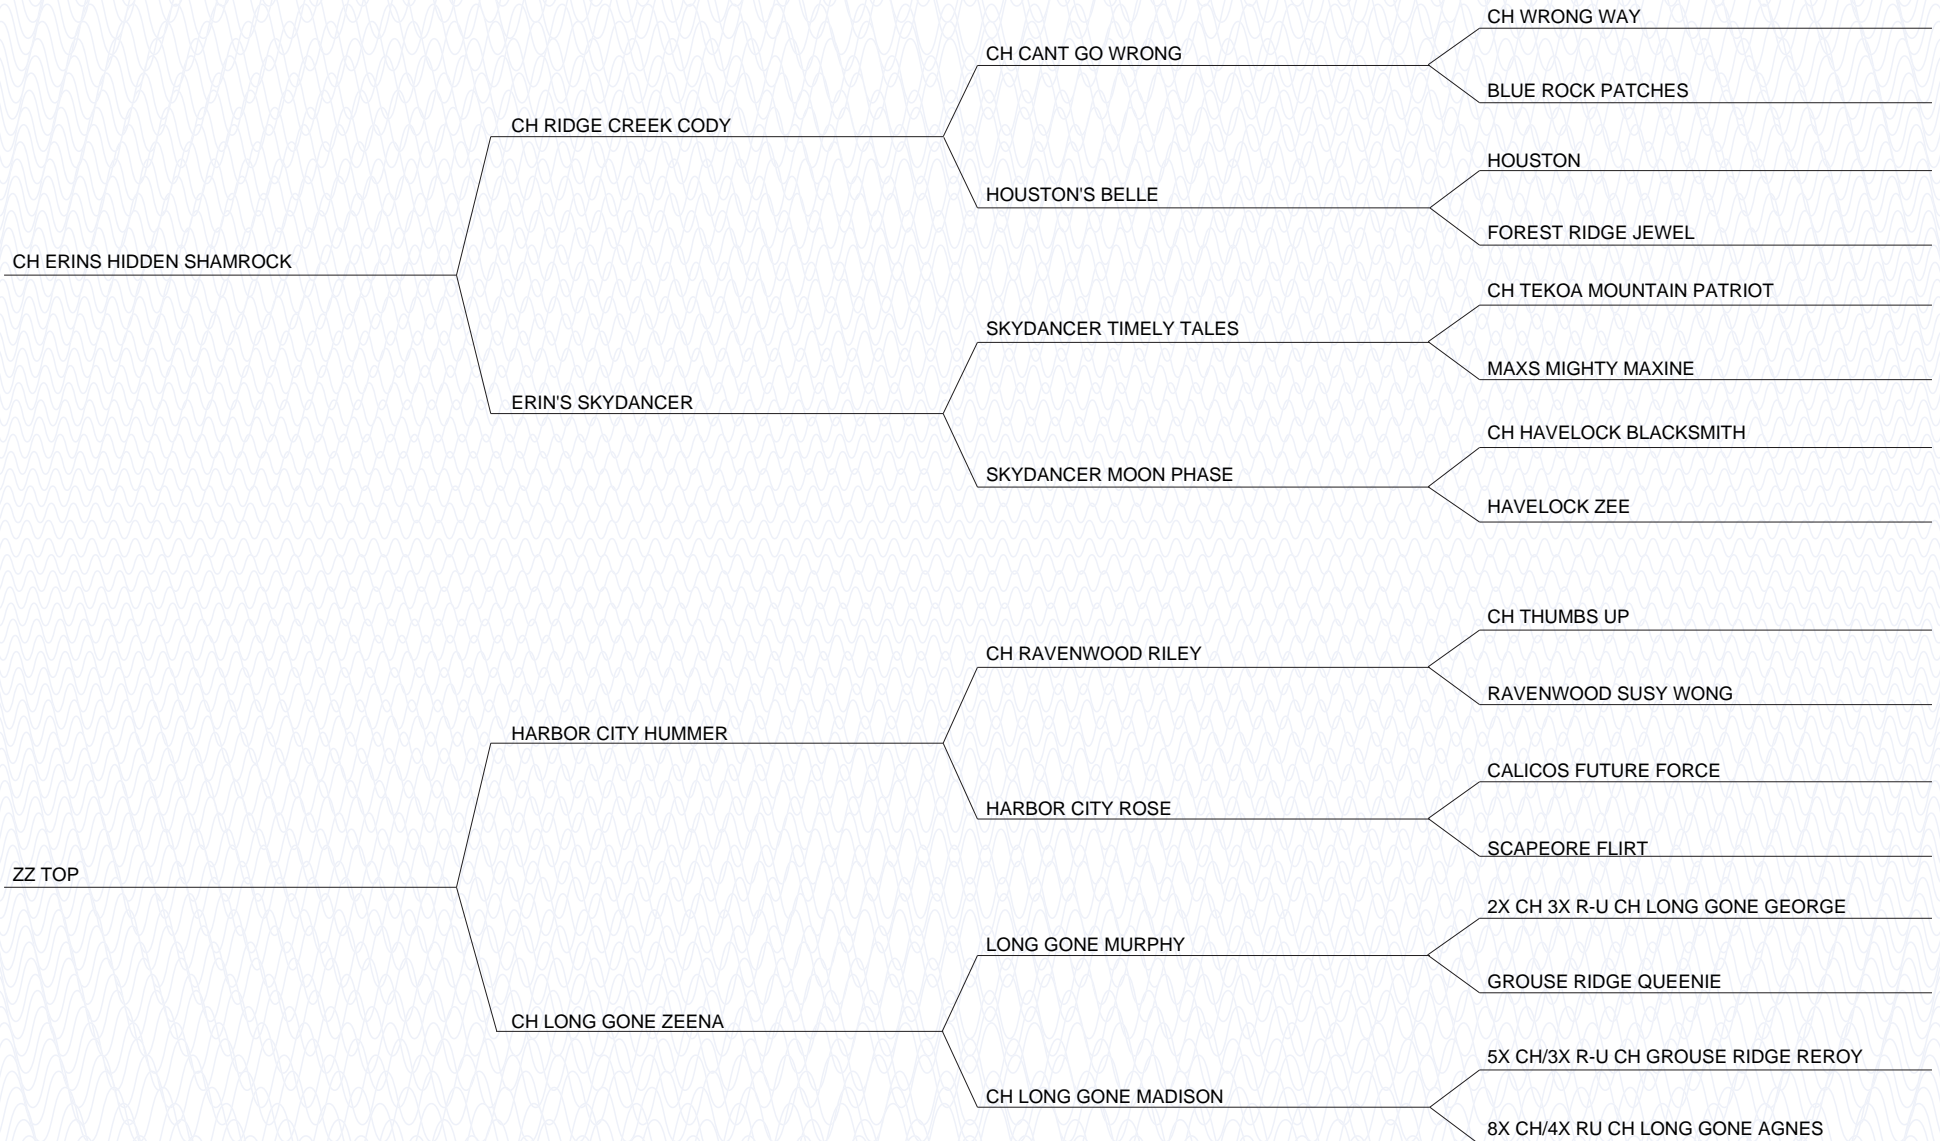 CH WRONG WAY
CH CANT GO WRONG
BLUE ROCK PATCHES
CH RIDGE CREEK CODY
HOUSTON
HOUSTON'S BELLE
FOREST RIDGE JEWEL
CH ERINS HIDDEN SHAMROCK
CH TEKOA MOUNTAIN PATRIOT
SKYDANCER TIMELY TALES
MAXS MIGHTY MAXINE
ERIN'S SKYDANCER
CH HAVELOCK BLACKSMITH
SKYDANCER MOON PHASE
HAVELOCK ZEE
CH THUMBS UP
CH RAVENWOOD RILEY
RAVENWOOD SUSY WONG
HARBOR CITY HUMMER
CALICOS FUTURE FORCE
HARBOR CITY ROSE
SCAPEORE FLIRT
ZZ TOP
2X CH 3X R-U CH LONG GONE GEORGE
LONG GONE MURPHY
GROUSE RIDGE QUEENIE
CH LONG GONE ZEENA
5X CH/3X R-U CH GROUSE RIDGE REROY
CH LONG GONE MADISON
8X CH/4X RU CH LONG GONE AGNES